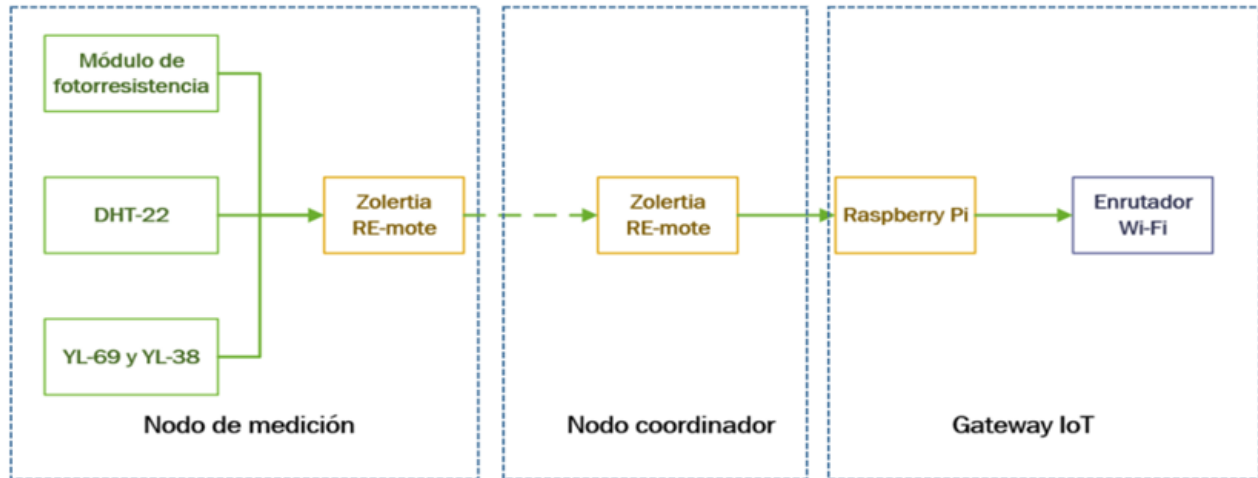 Módulo de
fotorresistencia
DHT-22
YL-69 y YL-38
Zolertia
RE-mote
Nodo de medición
Zolertia
RE-mote
Nodo coordinador
Raspberry Pi
Enrutador
Wi-Fi
Gateway IoT